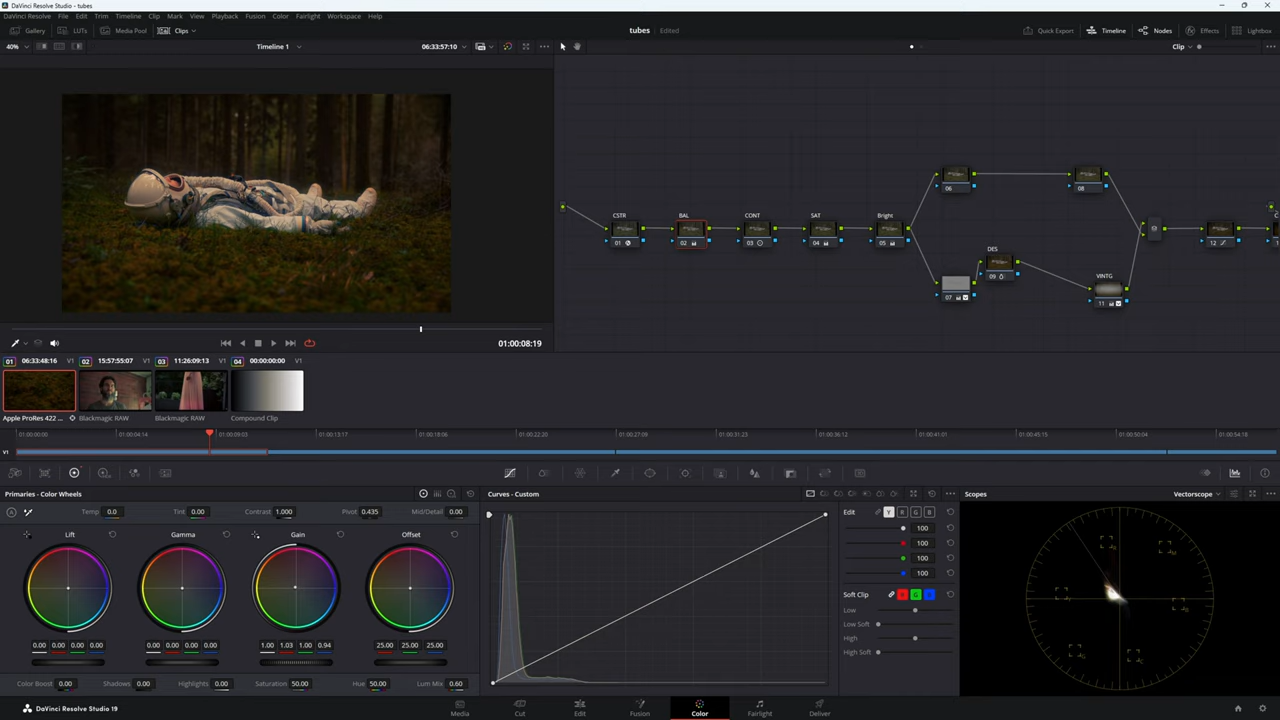 DaVinci Resolve Studio - tubes
DaVinci Resolve File Edit Trim Timeline Clip Mark View Playback Fusion Color Fairlight Workspace Help
Gallery LUTs Media Pool Clips tubes Edited Quick Export Timeline Nodes Effects Lightbox
40% Timeline 1 06:33:57:10 Clip
CSTR BAL CONT SAT Bright
01 02 03 04 05
06 08
12
DES
09
07
VINTG
11
01:00:08:19
01 06:33:48:16 V1 02 15:57:55:07 V1 03 11:26:09:13 V1 04 00:00:00:00 V1
Apple ProRes 422 ... Blackmagic RAW Blackmagic RAW Compound Clip
01:00:00:00 01:00:04:14 01:00:09:03 01:00:13:17 01:00:18:06 01:00:22:20 01:00:27:09 01:00:31:23 01:00:36:12 01:00:41:01 01:00:45:15 01:00:50:04 01:00:54:18
V1
Primaries - Color Wheels Curves - Custom Scopes Vectorscope
Temp 0.0 Tint 0.00 Contrast 1.000 Pivot 0.435 Mid/Detail 0.00
Edit Y R G B
Lift Gamma Gain Offset
100
100
100
100
Soft Clip R G B
Low
Low Soft
High
High Soft
0.00 0.00 0.00 0.00 0.00 0.00 0.00 0.00 1.00 1.03 1.00 0.94 25.00 25.00 25.00
Color Boost 0.00 Shadows 0.00 Highlights 0.00 Saturation 50.00 Hue 50.00 Lum Mix 0.60
DaVinci Resolve Studio 19 Media Cut Edit Fusion Color Fairlight Deliver